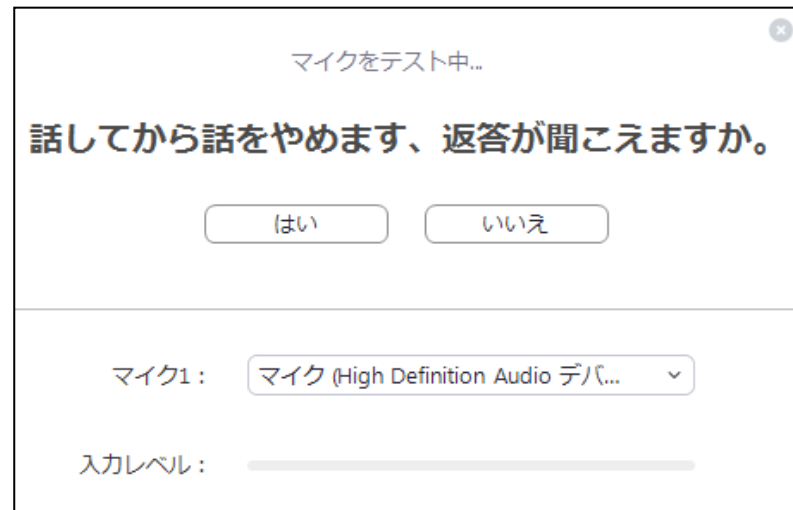 マイクをテスト中...
話してから話をやめます、返答が聞こえますか。
はい
いいえ
マイク1：
マイク (High Definition Audio デバ...
入力レベル：